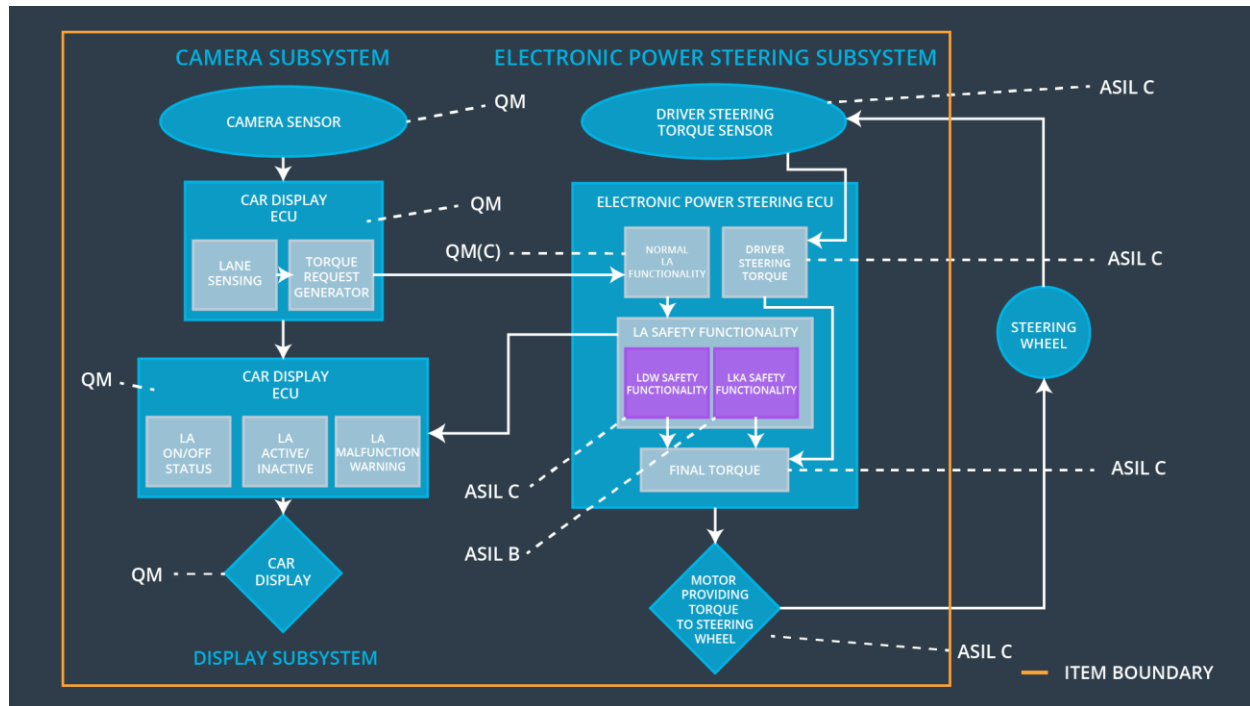 CAMERA SUBSYSTEM
ELECTRONIC POWER STEERING SUBSYSTEM
CAMERA SENSOR
QM
DRIVER STEERING
TORQUE SENSOR
ASIL C
CAR DISPLAY
ECU
QM
LANE
SENSING
TORQUE
REQUEST
GENERATOR
ELECTRONIC POWER STEERING ECU
QM(C)
NORMAL
LA
FUNCTIONALITY
DRIVER
STEERING
TORQUE
ASIL C
LA SAFETY FUNCTIONALITY
LDW SAFETY
FUNCTIONALITY
LKA SAFETY
FUNCTIONALITY
STEERING
WHEEL
QM
CAR DISPLAY
ECU
LA
ON/OFF
STATUS
LA
ACTIVE/
INACTIVE
LA
MALFUNCTION
WARNING
FINAL TORQUE
ASIL C
ASIL C
ASIL B
QM
CAR
DISPLAY
MOTOR
PROVIDING
TORQUE
TO STEERING
WHEEL
ASIL C
DISPLAY SUBSYSTEM
ITEM BOUNDARY